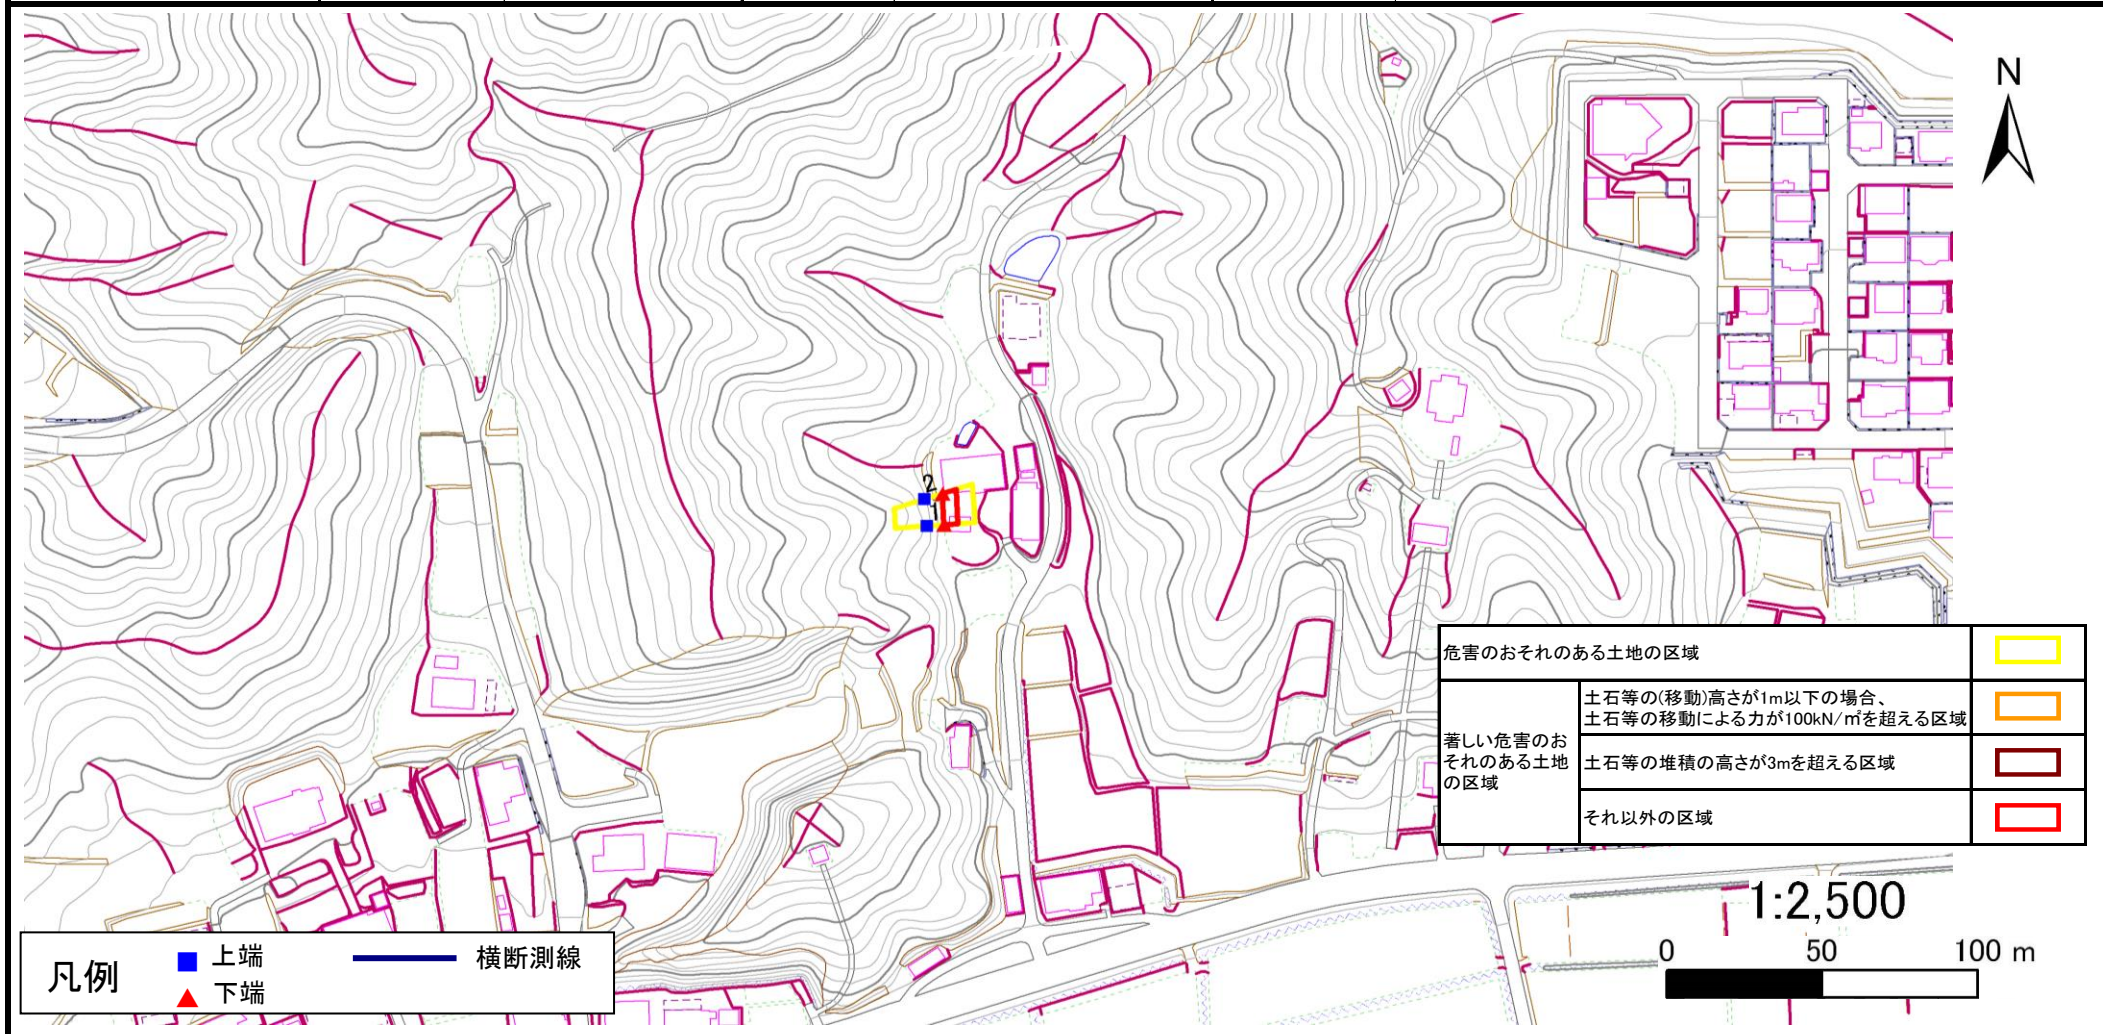 N
2
1
危害のおそれのある土地の区域
著しい危害のお
それのある土地
の区域
土石等の(移動)高さが1m以下の場合、
土石等の移動による力が100kN/㎡を超える区域
土石等の堆積の高さが3mを超える区域
それ以外の区域
1:2,500
0 50 100 m
凡例
上端
下端
横断測線